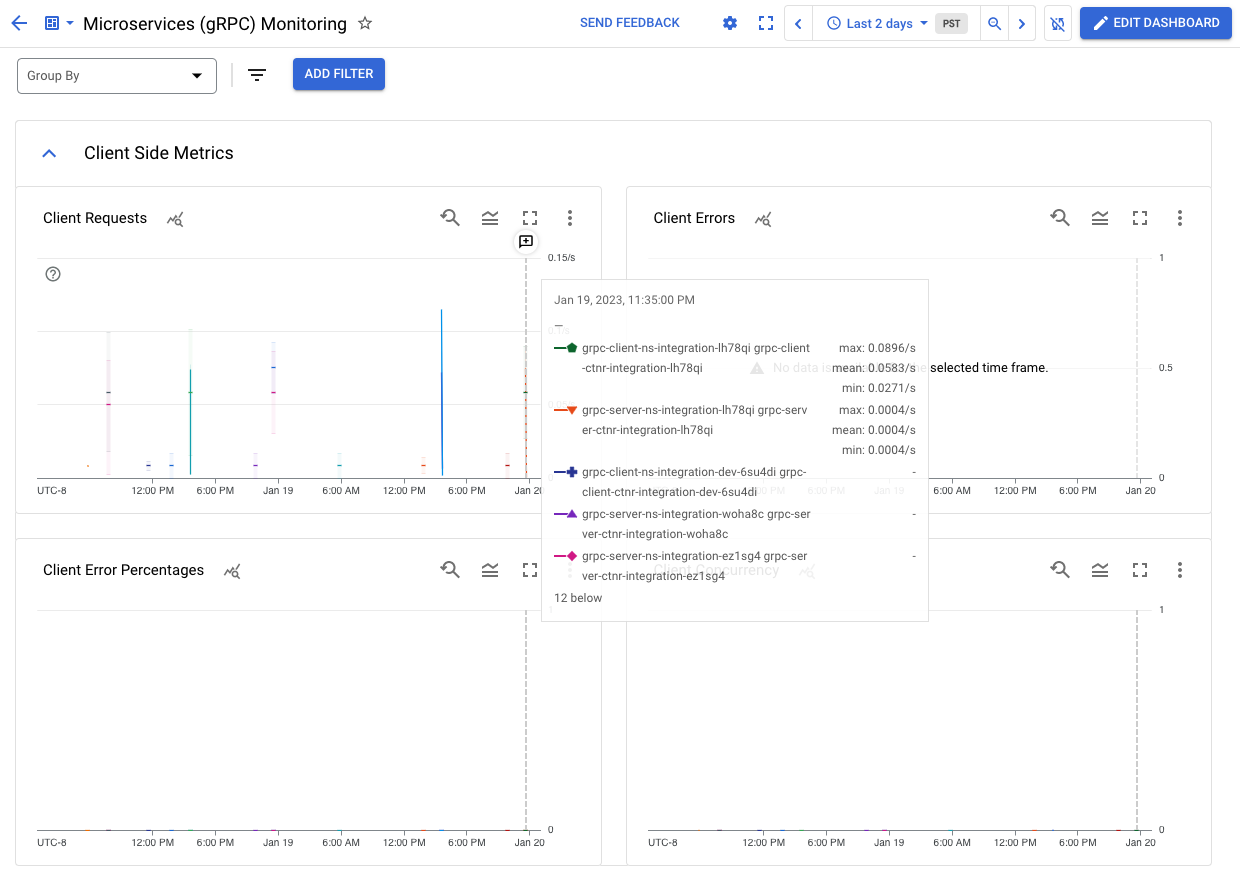 Microservices (gRPC) Monitoring
SEND FEEDBACK
Last 2 days
PST
EDIT DASHBOARD
Group By
ADD FILTER
Client Side Metrics
Client Requests
0.15/s
0.1/s
UTC-8
12:00 PM
6:00 PM
Jan 19
6:00 AM
12:00 PM
6:00 PM
Jan 20
Client Errors
1
0.5
0
No data is
selected time frame.
6:00 PM
Jan 19
6:00 AM
12:00 PM
6:00 PM
Jan 20
Jan 19, 2023, 11:35:00 PM
—
grpc-client-ns-integration-lh78qi grpc-client
-ctnr-integration-lh78qi
max: 0.0896/s
mean: 0.0583/s
min: 0.0271/s
grpc-server-ns-integration-lh78qi grpc-serv
er-ctnr-integration-lh78qi
max: 0.0004/s
mean: 0.0004/s
min: 0.0004/s
grpc-client-ns-integration-dev-6su4di grpc-
client-ctnr-integration-dev-6su4di
-
grpc-server-ns-integration-woha8c grpc-ser
ver-ctnr-integration-woha8c
-
grpc-server-ns-integration-ez1sg4 grpc-ser
ver-ctnr-integration-ez1sg4
-
12 below
Client Error Percentages
1
0
UTC-8
12:00 PM
6:00 PM
Jan 19
6:00 AM
12:00 PM
6:00 PM
Jan 20
Client Concurrency
1
0
UTC-8
12:00 PM
6:00 PM
Jan 19
6:00 AM
12:00 PM
6:00 PM
Jan 20